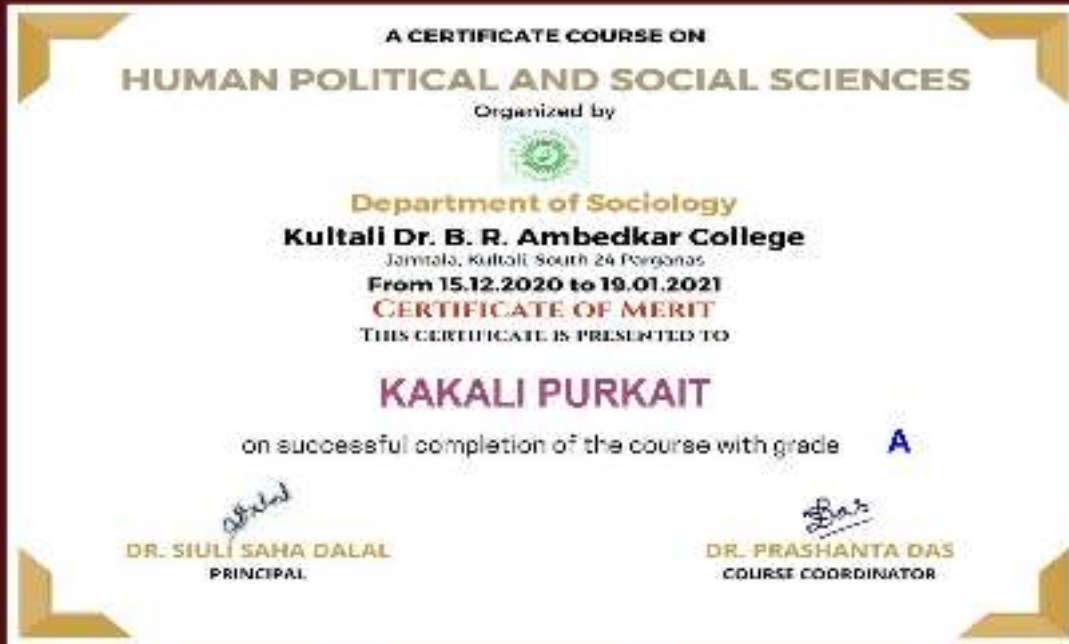 A CERTIFICATE COURSE ON
HUMAN POLITICAL AND SOCIAL SCIENCES
Organized by
Department of Sociology
Kultali Dr. B. R. Ambedkar College
Jamtala, Kultali, South 24 Parganas
From 15.12.2020 to 19.01.2021
CERTIFICATE OF MERIT
THIS CERTIFICATE IS PRESENTED TO
KAKALI PURKAIT
on successful completion of the course with grade A
DR. SIULI SAHA DALAL
PRINCIPAL
Das
DR. PRASHANTA DAS
COURSE COORDINATOR